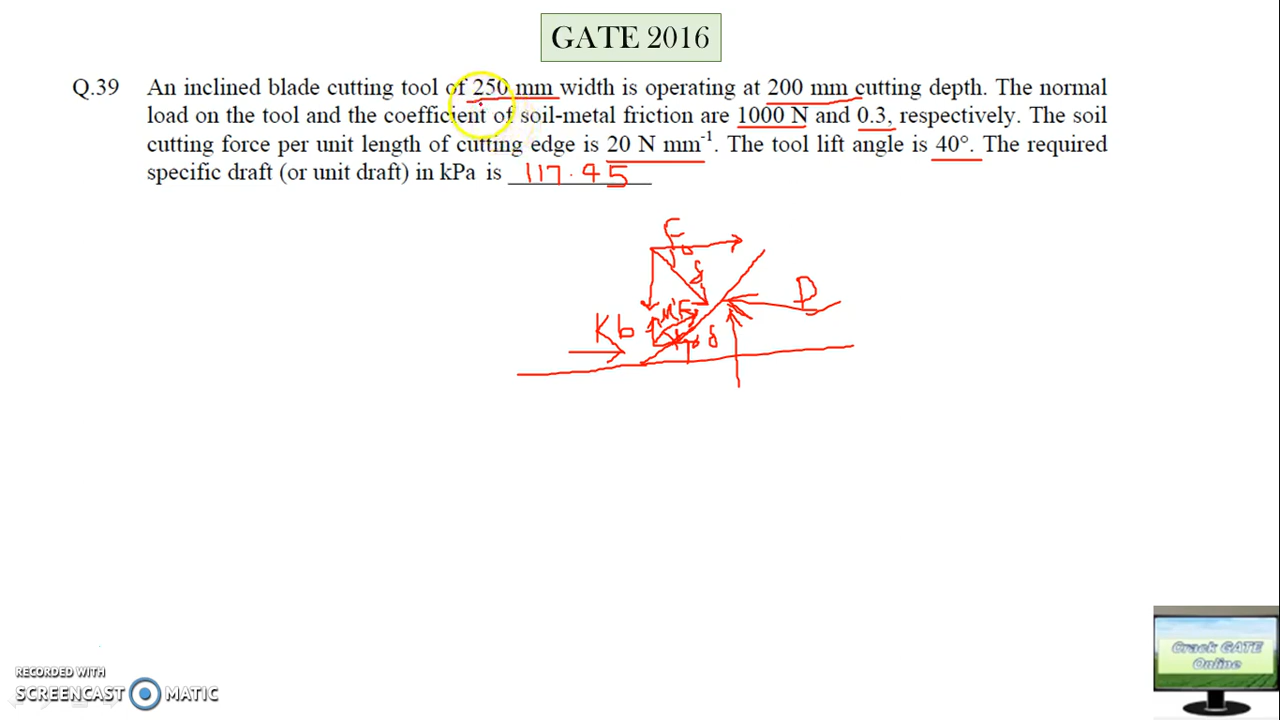 GATE 2016
Q.39 An inclined blade cutting tool of 250 mm width is operating at 200 mm cutting depth. The normal
load on the tool and the coefficient of soil-metal friction are 1000 N and 0.3, respectively. The soil
cutting force per unit length of cutting edge is 20 N mm⁻¹. The tool lift angle is 40°. The required
specific draft (or unit draft) in kPa is 117.45
F
δ
D
μF
Kb
δ
Crack GATE
Online
RECORDED WITH
SCREENCAST MATIC